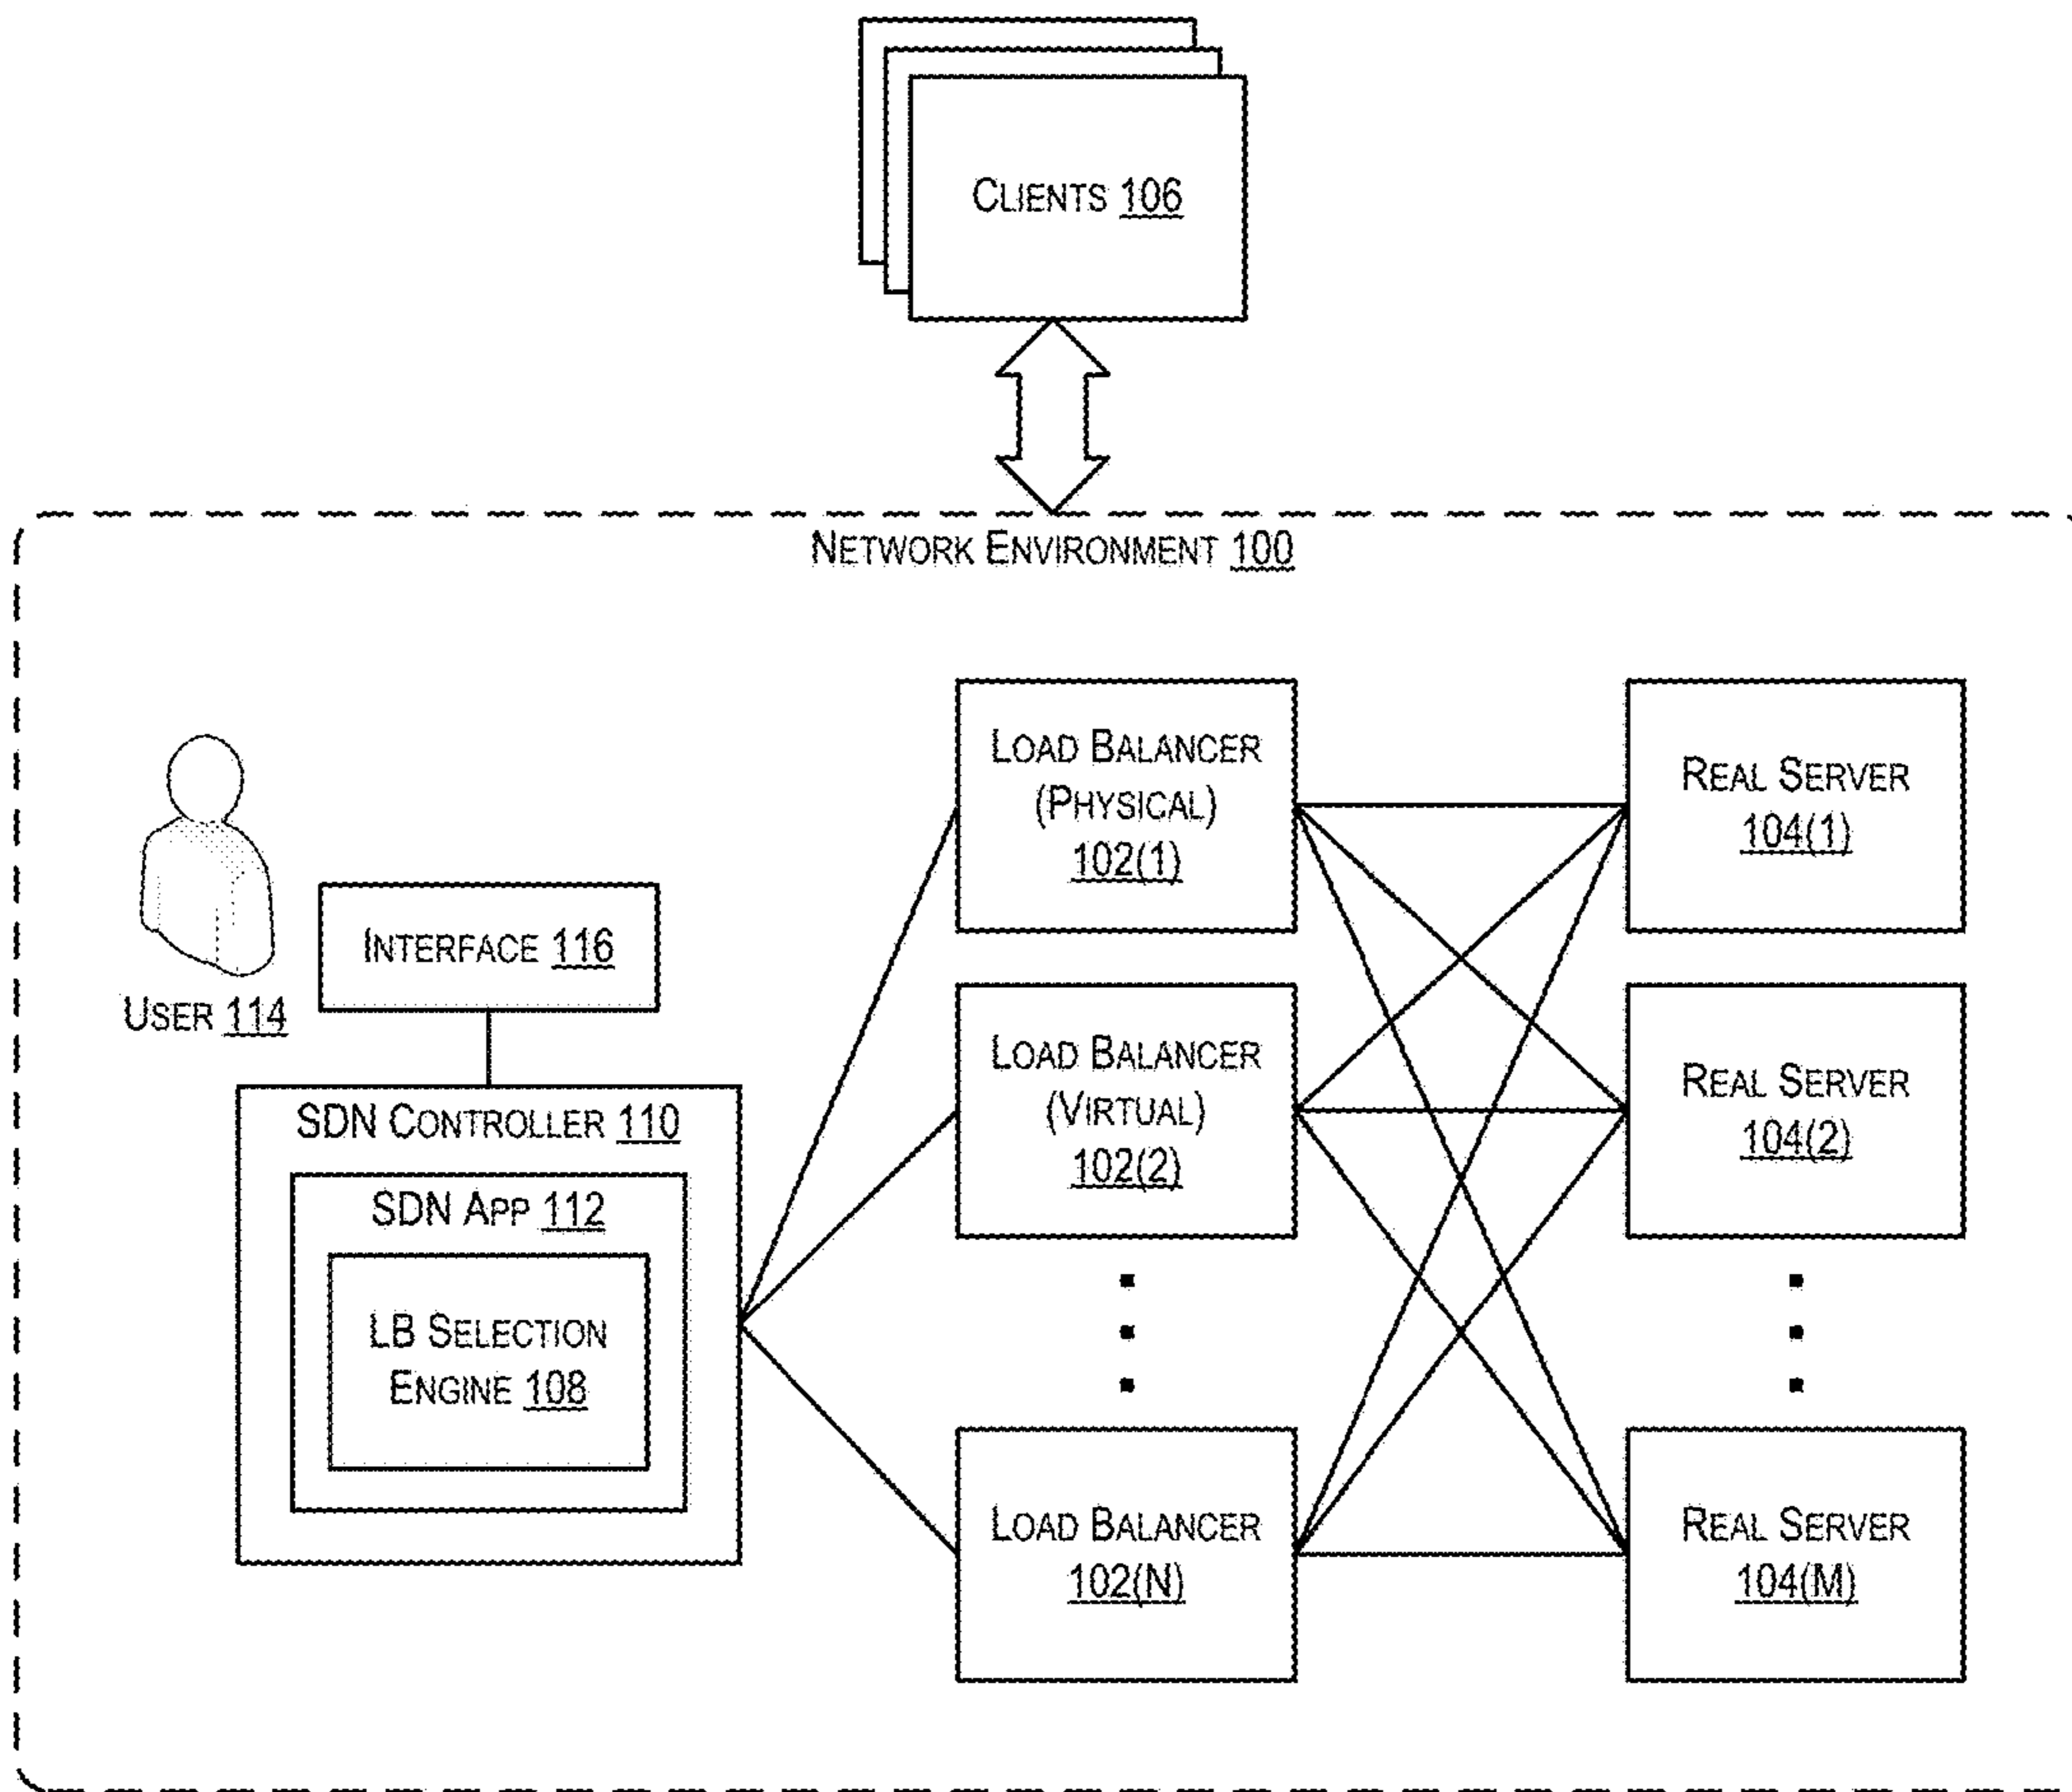 CLIENTS 106
NETWORK ENVIRONMENT 100
LOAD BALANCER
(PHYSICAL)
102(1)
REAL SERVER
104(1)
INTERFACE 116
USER 114
LOAD BALANCER
(VIRTUAL)
102(2)
REAL SERVER
104(2)
SDN CONTROLLER 110
SDN APP 112
LB SELECTION
ENGINE 108
LOAD BALANCER
102(N)
REAL SERVER
104(M)